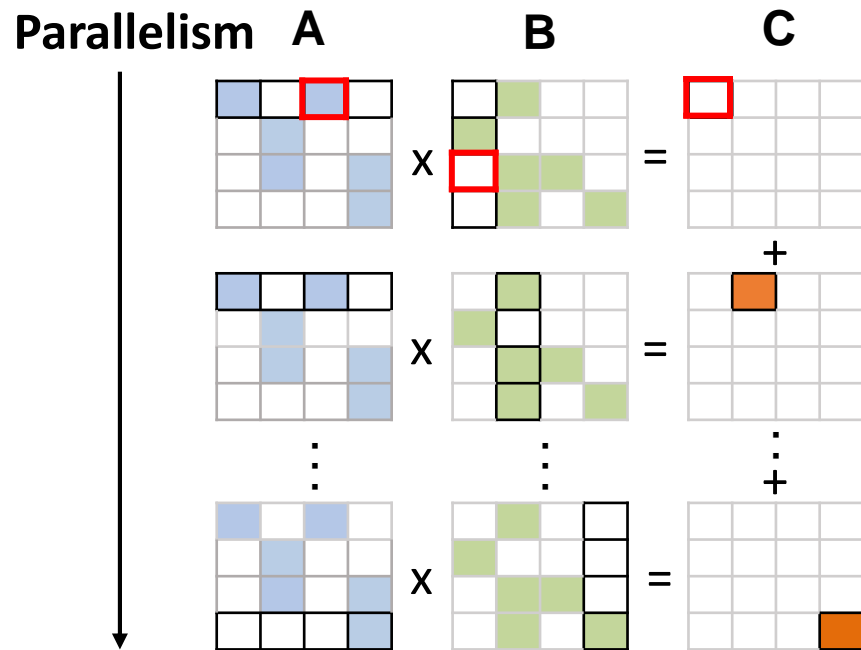 Parallelism A B C
x =
+
x =
⋮ ⋮ ⋮
+
x =